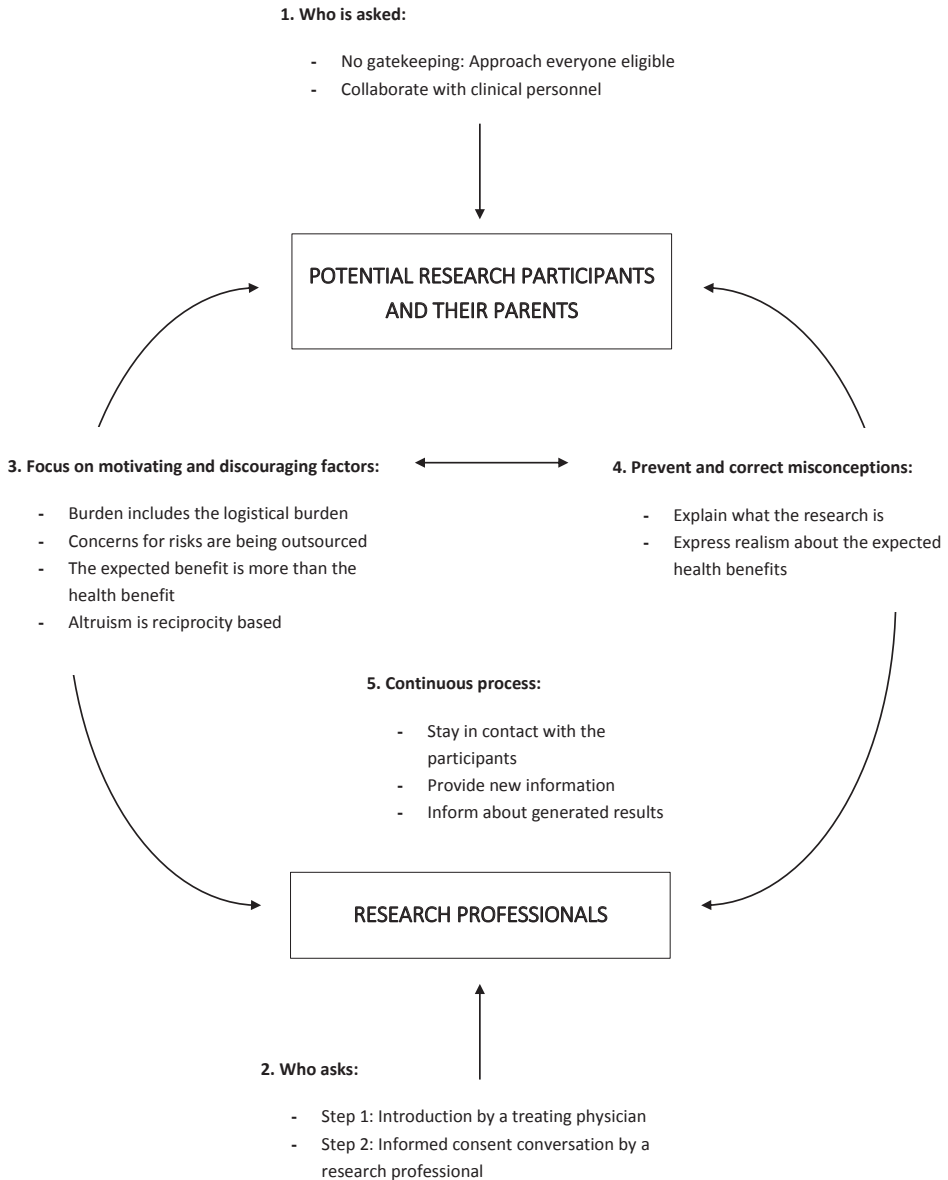 1. Who is asked:
- No gatekeeping: Approach everyone eligible
- Collaborate with clinical personnel
POTENTIAL RESEARCH PARTICIPANTS
AND THEIR PARENTS
3. Focus on motivating and discouraging factors:
- Burden includes the logistical burden
- Concerns for risks are being outsourced
- The expected benefit is more than the
health benefit
- Altruism is reciprocity based
4. Prevent and correct misconceptions:
- Explain what the research is
- Express realism about the expected
health benefits
5. Continuous process:
- Stay in contact with the
participants
- Provide new information
- Inform about generated results
RESEARCH PROFESSIONALS
2. Who asks:
- Step 1: Introduction by a treating physician
- Step 2: Informed consent conversation by a
research professional